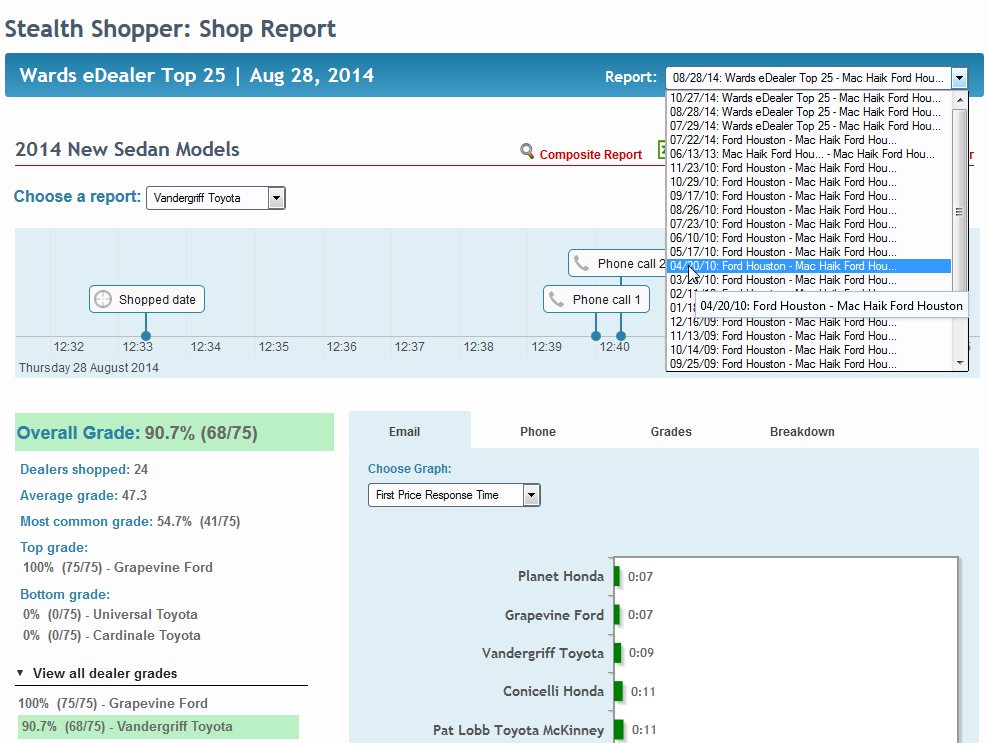 Stealth Shopper: Shop Report
Wards eDealer Top 25 | Aug 28, 2014
Report:
08/28/14: Wards eDealer Top 25 - Mac Haik Ford Hou...
10/27/14: Wards eDealer Top 25 - Mac Haik Ford Hou...
08/28/14: Wards eDealer Top 25 - Mac Haik Ford Hou...
07/29/14: Wards eDealer Top 25 - Mac Haik Ford Hou...
07/22/14: Ford Houston - Mac Haik Ford Hou...
06/13/13: Mac Haik Ford Hou... - Mac Haik Ford Hou...
11/23/10: Ford Houston - Mac Haik Ford Hou...
10/29/10: Ford Houston - Mac Haik Ford Hou...
09/17/10: Ford Houston - Mac Haik Ford Hou...
08/26/10: Ford Houston - Mac Haik Ford Hou...
07/23/10: Ford Houston - Mac Haik Ford Hou...
06/10/10: Ford Houston - Mac Haik Ford Hou...
05/17/10: Ford Houston - Mac Haik Ford Hou...
04/20/10: Ford Houston - Mac Haik Ford Hou...
Ford Houston - Mac Haik Ford Hou...
04/20/10: Ford Houston - Mac Haik Ford Houston
12/16/09: Ford Houston - Mac Haik Ford Hou...
11/13/09: Ford Houston - Mac Haik Ford Hou...
10/14/09: Ford Houston - Mac Haik Ford Hou...
09/25/09: Ford Houston - Mac Haik Ford Hou...
2014 New Sedan Models
Composite Report
Choose a report: Vandergriff Toyota
Phone call 2
Shopped date
Phone call 1
12:32 12:33 12:34 12:35 12:36 12:37 12:38 12:39 12:40
Thursday 28 August 2014
Overall Grade: 90.7% (68/75)
Dealers shopped: 24
Average grade: 47.3
Most common grade: 54.7% (41/75)
Top grade:
100% (75/75) - Grapevine Ford
Bottom grade:
0% (0/75) - Universal Toyota
0% (0/75) - Cardinale Toyota
View all dealer grades
100% (75/75) - Grapevine Ford
90.7% (68/75) - Vandergriff Toyota
Email Phone Grades Breakdown
Choose Graph:
First Price Response Time
Planet Honda 0:07
Grapevine Ford 0:07
Vandergriff Toyota 0:09
Conicelli Honda 0:11
Pat Lobb Toyota McKinney 0:11